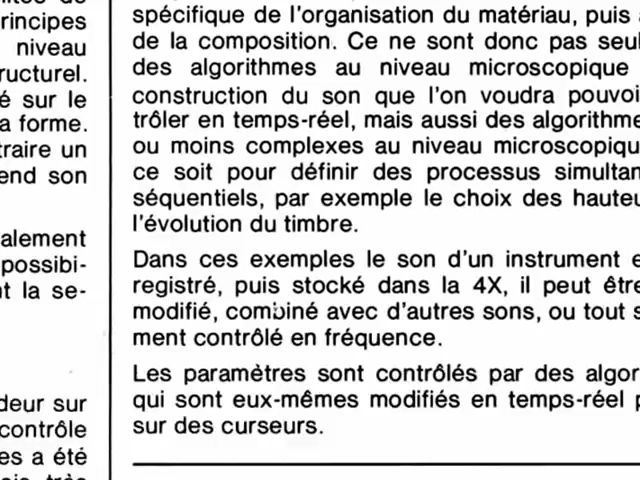 rincipes
niveau
ructurel.
é sur le
a forme.
traire un
end son
alement
possibi-
t la se-
deur sur
contrôle
es a été
spécifique de l'organisation du matériau, puis
de la composition. Ce ne sont donc pas seul
des algorithmes au niveau microscopique
construction du son que l'on voudra pouvoi
trôler en temps-réel, mais aussi des algorithme
ou moins complexes au niveau microscopiqu
ce soit pour définir des processus simultan
séquentiels, par exemple le choix des hauteu
l'évolution du timbre.
Dans ces exemples le son d'un instrument e
registré, puis stocké dans la 4X, il peut être
modifié, combiné avec d'autres sons, ou tout s
ment contrôlé en fréquence.
Les paramètres sont contrôlés par des algor
qui sont eux-mêmes modifiés en temps-réel p
sur des curseurs.